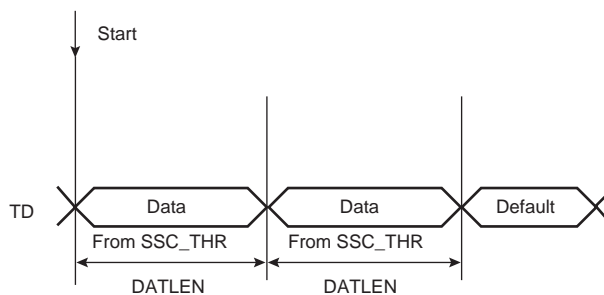 Start
TD Data Data Default
From SSC_THR From SSC_THR
DATLEN DATLEN